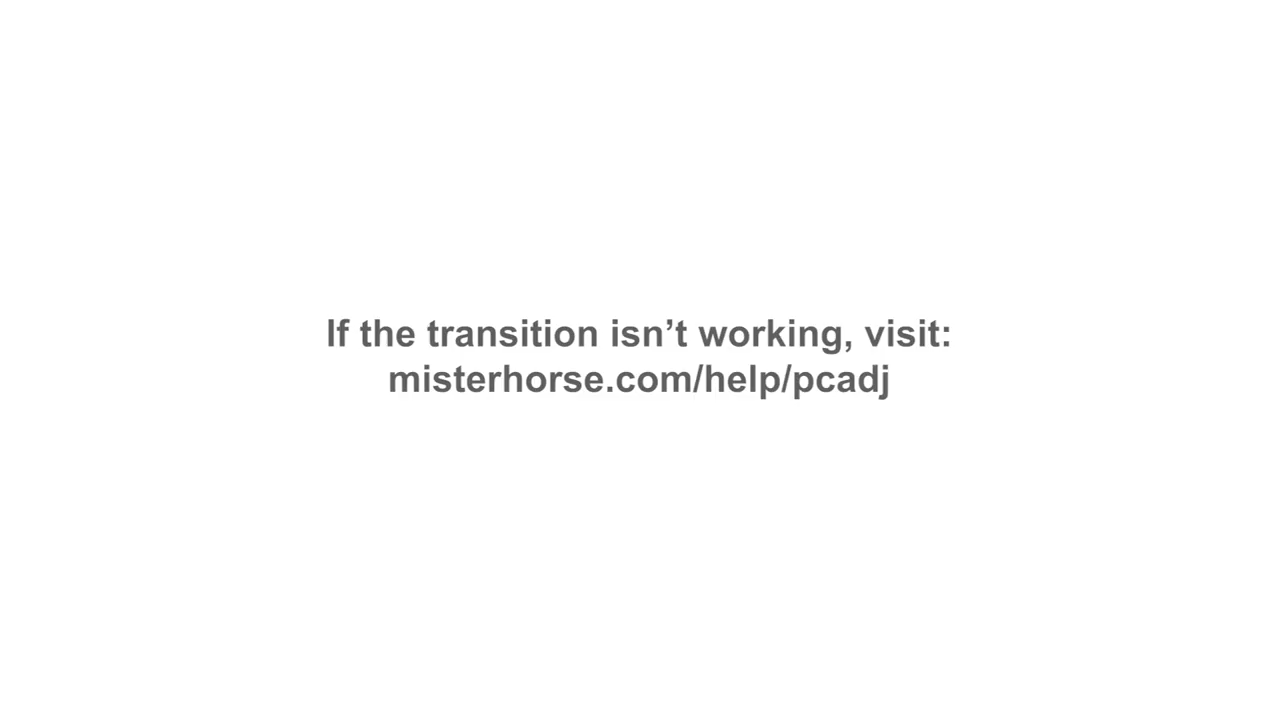 If the transition isn’t working, visit:
misterhorse.com/help/pcadj